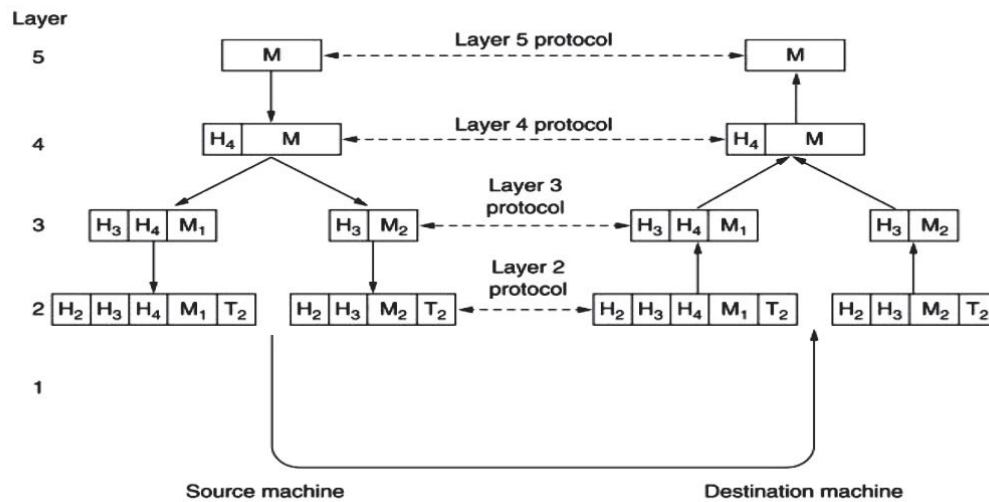 Layer
5 M Layer 5 protocol M
4 H₄ M Layer 4 protocol H₄ M
Layer 3
protocol
3 H₃ H₄ M₁ H₃ M₂ H₃ H₄ M₁ H₃ M₂
Layer 2
protocol
2 H₂ H₃ H₄ M₁ T₂ H₂ H₃ M₂ T₂ H₂ H₃ H₄ M₁ T₂ H₂ H₃ M₂ T₂
1
Source machine Destination machine